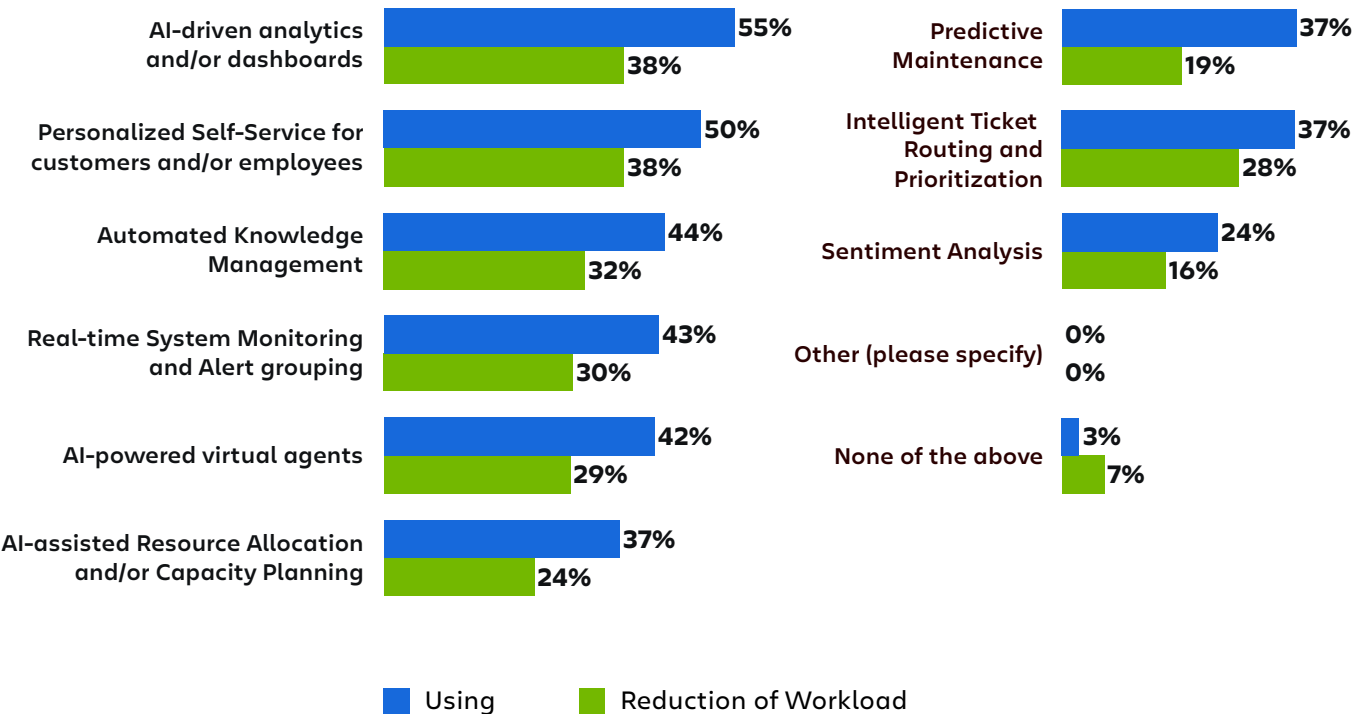 AI-driven analytics
and/or dashboards
55%
38%
Personalized Self-Service for
customers and/or employees
50%
38%
Automated Knowledge
Management
44%
32%
Real-time System Monitoring
and Alert grouping
43%
30%
AI-powered virtual agents
42%
29%
AI-assisted Resource Allocation
and/or Capacity Planning
37%
24%
Predictive
Maintenance
37%
19%
Intelligent Ticket
Routing and
Prioritization
37%
28%
Sentiment Analysis
24%
16%
Other (please specify)
0%
0%
None of the above
3%
7%
Using
Reduction of Workload